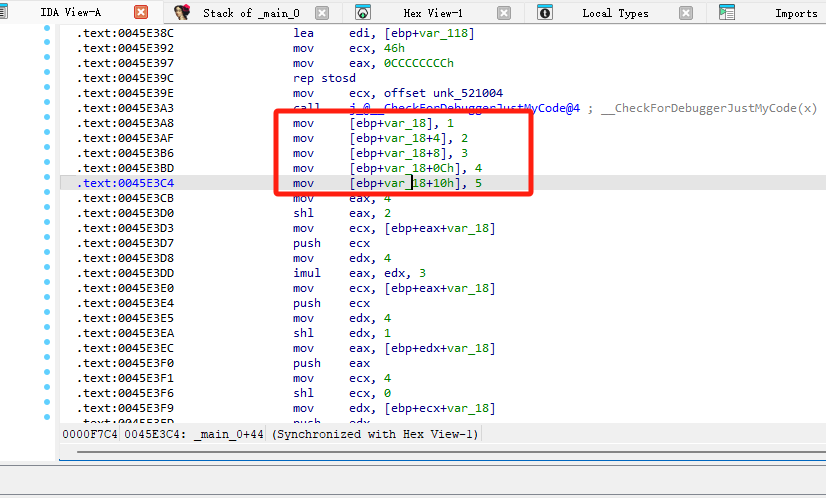 IDA View-A Stack of _main_0 Hex View-1 Local Types Imports
.text:0045E38C lea edi, [ebp+var_118]
.text:0045E392 mov ecx, 46h
.text:0045E397 mov eax, 0CCCCCCCCh
.text:0045E39C rep stosd
.text:0045E39E mov ecx, offset unk_521004
.text:0045E3A3 call j_@__CheckForDebuggerJustMyCode@4 ; __CheckForDebuggerJustMyCode(x)
.text:0045E3A8 mov [ebp+var_18], 1
.text:0045E3AF mov [ebp+var_18+4], 2
.text:0045E3B6 mov [ebp+var_18+8], 3
.text:0045E3BD mov [ebp+var_18+0Ch], 4
.text:0045E3C4 mov [ebp+var_18+10h], 5
.text:0045E3CB mov eax, 4
.text:0045E3D0 shl eax, 2
.text:0045E3D3 mov ecx, [ebp+eax+var_18]
.text:0045E3D7 push ecx
.text:0045E3D8 mov edx, 4
.text:0045E3DD imul eax, edx, 3
.text:0045E3E0 mov ecx, [ebp+eax+var_18]
.text:0045E3E4 push ecx
.text:0045E3E5 mov edx, 4
.text:0045E3EA shl edx, 1
.text:0045E3EC mov eax, [ebp+edx+var_18]
.text:0045E3F0 push eax
.text:0045E3F1 mov ecx, 4
.text:0045E3F6 shl ecx, 0
.text:0045E3F9 mov edx, [ebp+ecx+var_18]
.text:0045E3FD push edx
0000F7C4 0045E3C4: _main_0+44 (Synchronized with Hex View-1)